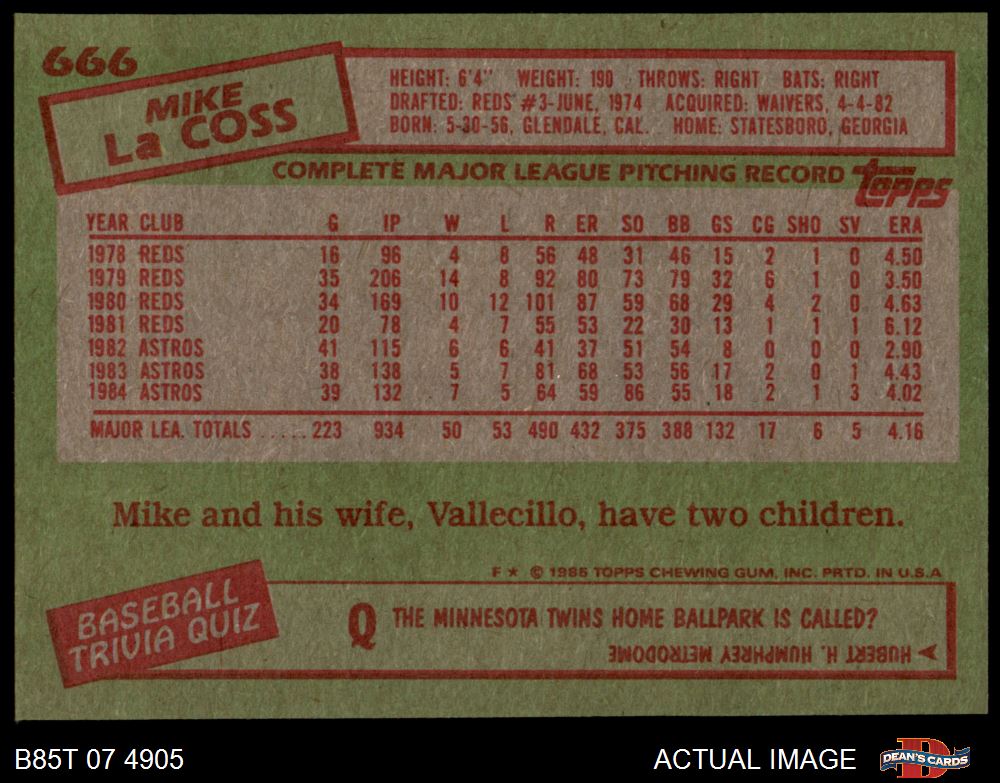 666
MIKE
La COSS
HEIGHT: 6'4" WEIGHT: 190 THROWS: RIGHT BATS: RIGHT
DRAFTED: REDS #3-JUNE, 1974 ACQUIRED: WAIVERS, 4-4-82
BORN: 5-30-56, GLENDALE, CAL. HOME: STATESBORO, GEORGIA
COMPLETE MAJOR LEAGUE PITCHING RECORD topps
YEAR CLUB G IP W L R ER SO BB GS CG SHO SV ERA
1978 REDS 16 96 4 8 56 48 31 46 15 2 1 0 4.50
1979 REDS 35 206 14 8 92 80 73 79 32 6 1 0 3.50
1980 REDS 34 169 10 12 101 87 59 68 29 4 2 0 4.63
1981 REDS 20 78 4 7 55 53 22 30 13 1 1 1 6.12
1982 ASTROS 41 115 6 6 41 37 51 54 8 0 0 0 2.90
1983 ASTROS 38 138 5 7 81 68 53 56 17 2 0 1 4.43
1984 ASTROS 39 132 7 5 64 59 86 55 18 2 1 3 4.02
MAJOR LEA. TOTALS ..... 223 934 50 53 490 432 375 388 132 17 6 5 4.16
Mike and his wife, Vallecillo, have two children.
F ★ © 1985 TOPPS CHEWING GUM, INC. PRTD. IN U.S.A
BASEBALL
TRIVIA QUIZ
Q THE MINNESOTA TWINS HOME BALLPARK IS CALLED?
HUBERT H. HUMPHREY METRODOME
B85T 07 4905 ACTUAL IMAGE D DEAN'S CARDS